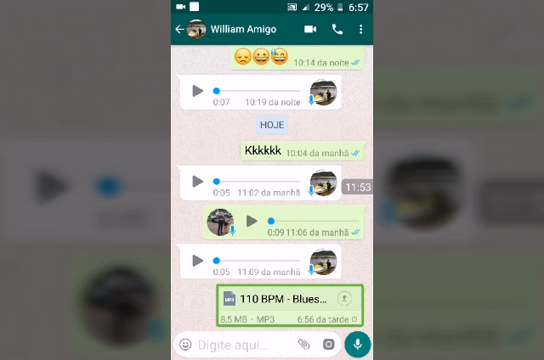 29% 6:57
William Amigo
10:14 da noite
0:07 10:19 da noite
HOJE
Kkkkkk 10:04 da manhã
0:05 11:02 da manhã
11:53
0:09 11:06 da manhã
0:05 11:09 da manhã
MP3 110 BPM - Blues...
8,5 MB - MP3 6:56 da tarde
Digite aqui...